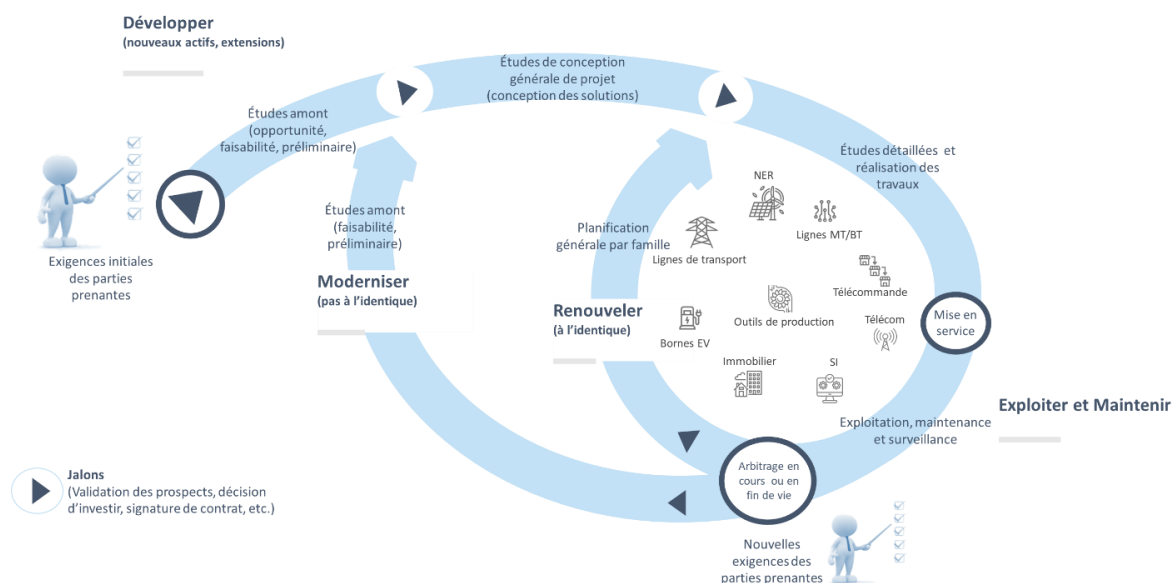 Développer
(nouveaux actifs, extensions)
Études de conception
générale de projet
(conception des solutions)
Études amont
(opportunité,
faisabilité, préliminaire)
Études détaillées et
réalisation des
travaux
NER
Études amont
(faisabilité,
préliminaire)
Planification
générale par famille
Lignes MT/BT
Lignes de transport
Exigences initiales
des parties
prenantes
Moderniser
(pas à l’identique)
Télécommande
Renouveler
(à l’identique)
Outils de production
Télécom
Mise en
service
Bornes EV
Immobilier
SI
Exploiter et Maintenir
Exploitation, maintenance
et surveillance
Jalons
(Validation des prospects, décision
d’investir, signature de contrat, etc.)
Arbitrage en
cours ou en
fin de vie
Nouvelles
exigences des
parties prenantes